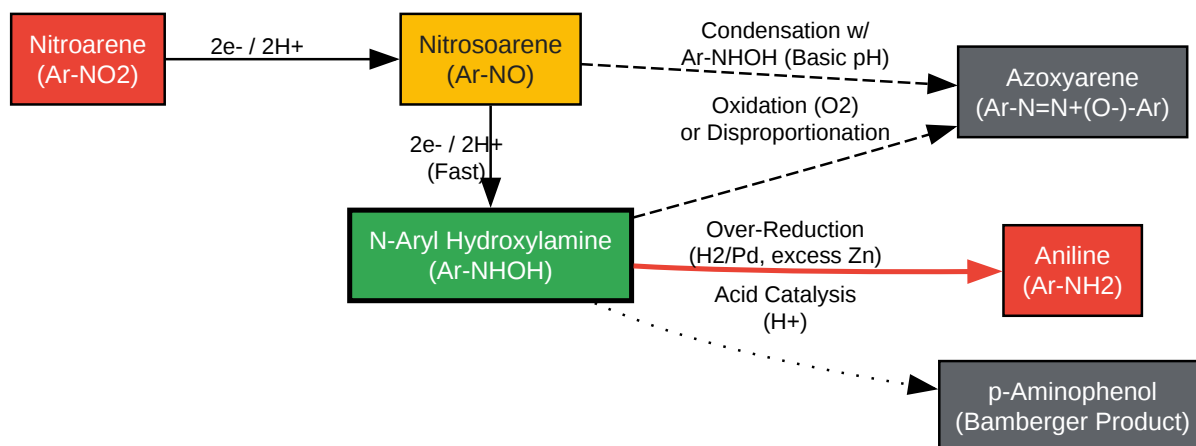 Nitroarene
(Ar-NO2)
2e- / 2H+
Nitrosoarene
(Ar-NO)
Condensation w/
Ar-NHOH (Basic pH)
Azoxyarene
(Ar-N=N+(O-)-Ar)
Oxidation (O2)
or Disproportionation
2e- / 2H+
(Fast)
N-Aryl Hydroxylamine
(Ar-NHOH)
Over-Reduction
(H2/Pd, excess Zn)
Aniline
(Ar-NH2)
Acid Catalysis
(H+)
p-Aminophenol
(Bamberger Product)